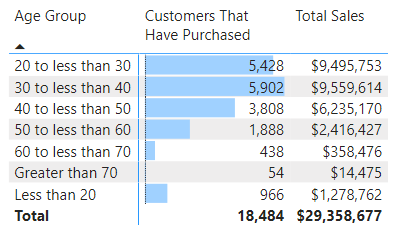 Age Group Customers That Total Sales
Have Purchased
20 to less than 30 5,428 $9,495,753
30 to less than 40 5,902 $9,559,614
40 to less than 50 3,808 $6,235,170
50 to less than 60 1,888 $2,416,427
60 to less than 70 438 $358,476
Greater than 70 54 $14,475
Less than 20 966 $1,278,762
Total 18,484 $29,358,677